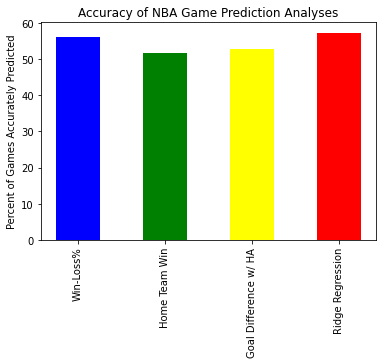 Accuracy of NBA Game Prediction Analyses
Percent of Games Accurately Predicted
60
50
40
30
20
10
0
Win-Loss%
Home Team Win
Goal Difference w/ HA
Ridge Regression